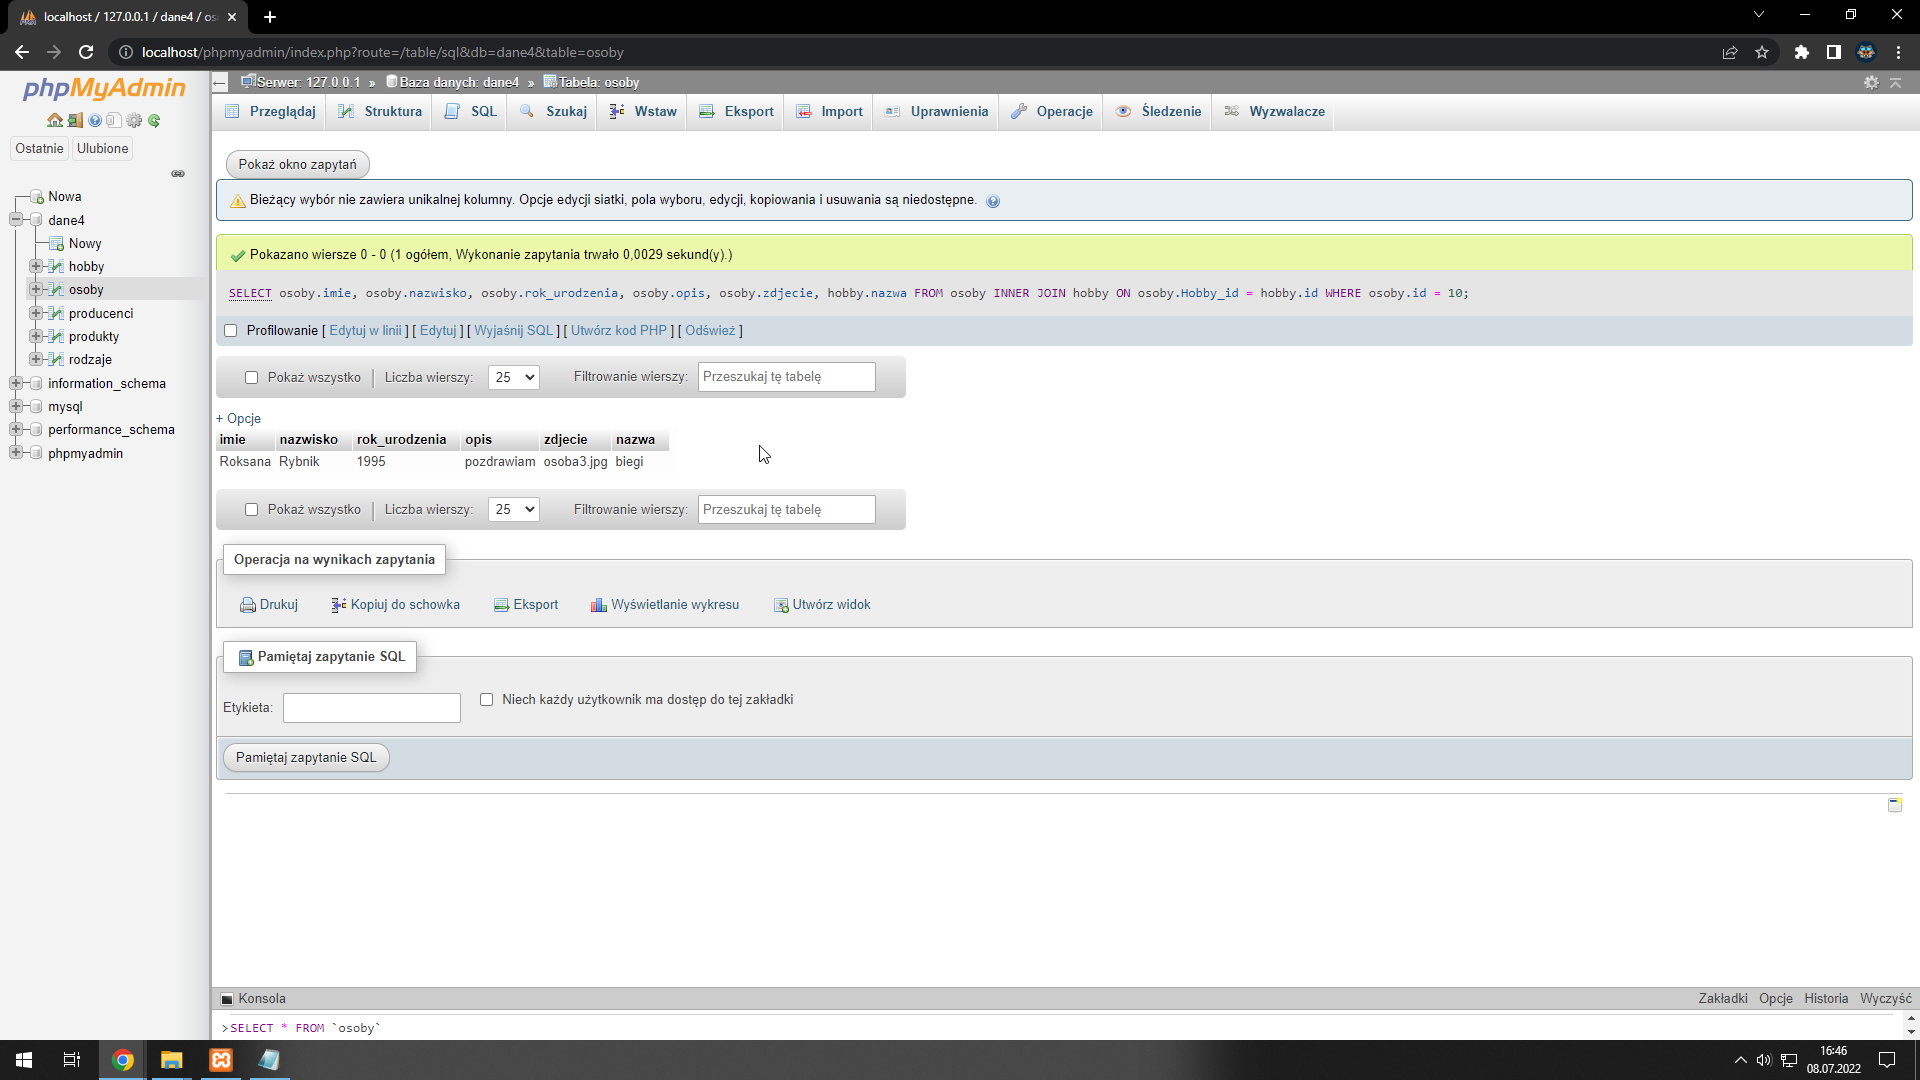 localhost / 127.0.0.1 / dane4 / os
localhost/phpmyadmin/index.php?route=/table/sql&db=dane4&table=osoby
phpMyAdmin
Ostatnie
Ulubione
Nowa
dane4
Nowy
hobby
osoby
producenci
produkty
rodzaje
information_schema
mysql
performance_schema
phpmyadmin
Serwer: 127.0.0.1 » Baza danych: dane4 » Tabela: osoby
Przeglądaj Struktura SQL Szukaj Wstaw Eksport Import Uprawnienia Operacje Śledzenie Wyzwalacze
Pokaż okno zapytań
Bieżący wybór nie zawiera unikalnej kolumny. Opcje edycji siatki, pola wyboru, edycji, kopiowania i usuwania są niedostępne.
Pokazano wiersze 0 - 0 (1 ogółem, Wykonanie zapytania trwało 0,0029 sekund(y).)
SELECT osoby.imie, osoby.nazwisko, osoby.rok_urodzenia, osoby.opis, osoby.zdjecie, hobby.nazwa FROM osoby INNER JOIN hobby ON osoby.Hobby_id = hobby.id WHERE osoby.id = 10;
Profilowanie [ Edytuj w linii ] [ Edytuj ] [ Wyjaśnij SQL ] [ Utwórz kod PHP ] [ Odśwież ]
Pokaż wszystko Liczba wierszy: 25 Filtrowanie wierszy: Przeszukaj tę tabelę
+ Opcje
imie nazwisko rok_urodzenia opis zdjecie nazwa
Roksana Rybnik 1995 pozdrawiam osoba3.jpg biegi
Pokaż wszystko Liczba wierszy: 25 Filtrowanie wierszy: Przeszukaj tę tabelę
Operacja na wynikach zapytania
Drukuj Kopiuj do schowka Eksport Wyświetlanie wykresu Utwórz widok
Pamiętaj zapytanie SQL
Etykieta: Niech każdy użytkownik ma dostęp do tej zakładki
Pamiętaj zapytanie SQL
Konsola Zakładki Opcje Historia Wyczyść
>SELECT * FROM `osoby`
16:46
08.07.2022